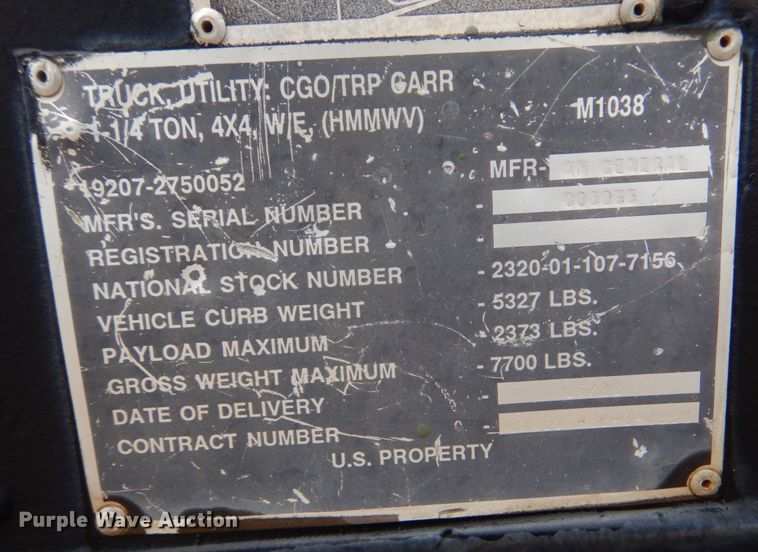 TRUCK, UTILITY: CGO/TRP CARR
1-1/4 TON, 4X4, W/E, (HMMWV) M1038
19207-2750052 MFR- AM GENERAL
MFR'S. SERIAL NUMBER -
REGISTRATION NUMBER -
NATIONAL STOCK NUMBER - 2320-01-107-7156
VEHICLE CURB WEIGHT - 5327 LBS.
PAYLOAD MAXIMUM - 2373 LBS.
GROSS WEIGHT MAXIMUM - 7700 LBS.
DATE OF DELIVERY -
CONTRACT NUMBER -
U.S. PROPERTY
Purple Wave Auction